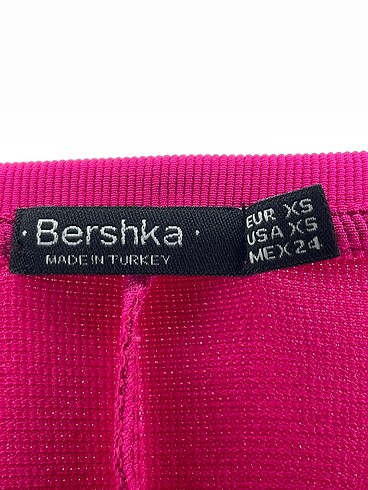 · Bershka ·
MADE IN TURKEY
EUR XS
USA XS
MEX 24